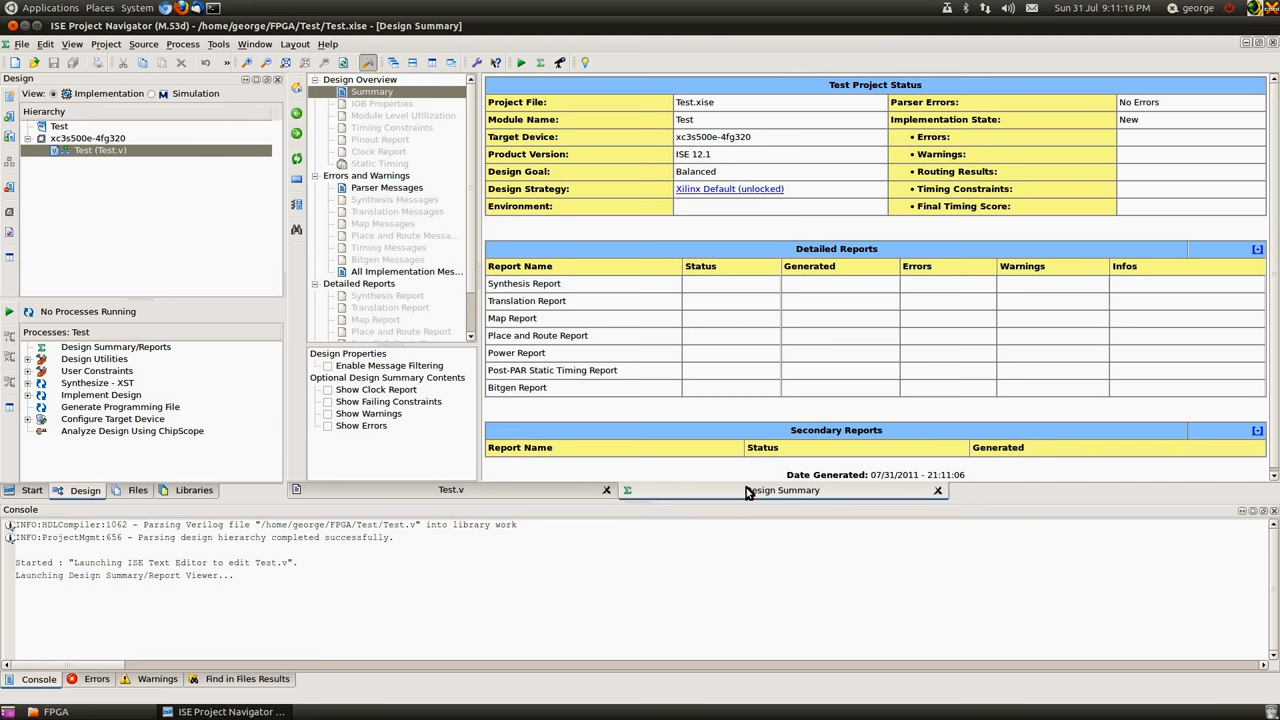 Applications Places System
Sun 31 Jul 9:11:16 PM
george
ISE Project Navigator (M.53d) - /home/george/FPGA/Test/Test.xise - [Design Summary]
File Edit View Project Source Process Tools Window Layout Help
Design
View: Implementation Simulation
Hierarchy
Test
xc3s500e-4fg320
Test (Test.v)
No Processes Running
Processes: Test
Design Summary/Reports
Design Utilities
User Constraints
Synthesize - XST
Implement Design
Generate Programming File
Configure Target Device
Analyze Design Using ChipScope
Start Design Files Libraries
Design Overview
Summary
IOB Properties
Module Level Utilization
Timing Constraints
Pinout Report
Clock Report
Static Timing
Errors and Warnings
Parser Messages
Synthesis Messages
Translation Messages
Map Messages
Place and Route Messa...
Timing Messages
Bitgen Messages
All Implementation Mes...
Detailed Reports
Synthesis Report
Translation Report
Map Report
Place and Route Report
Design Properties
Enable Message Filtering
Optional Design Summary Contents
Show Clock Report
Show Failing Constraints
Show Warnings
Show Errors
Test Project Status
Project File: Test.xise Parser Errors: No Errors
Module Name: Test Implementation State: New
Target Device: xc3s500e-4fg320 • Errors:
Product Version: ISE 12.1 • Warnings:
Design Goal: Balanced • Routing Results:
Design Strategy: Xilinx Default (unlocked) • Timing Constraints:
Environment: • Final Timing Score:
Detailed Reports [-]
Report Name Status Generated Errors Warnings Infos
Synthesis Report
Translation Report
Map Report
Place and Route Report
Power Report
Post-PAR Static Timing Report
Bitgen Report
Secondary Reports [-]
Report Name Status Generated
Date Generated: 07/31/2011 - 21:11:06
Test.v Design Summary
Console
INFO:HDLCompiler:1062 - Parsing Verilog file "/home/george/FPGA/Test/Test.v" into library work
INFO:ProjectMgmt:656 - Parsing design hierarchy completed successfully.
Started : "Launching ISE Text Editor to edit Test.v".
Launching Design Summary/Report Viewer...
Console Errors Warnings Find in Files Results
FPGA ISE Project Navigator ...